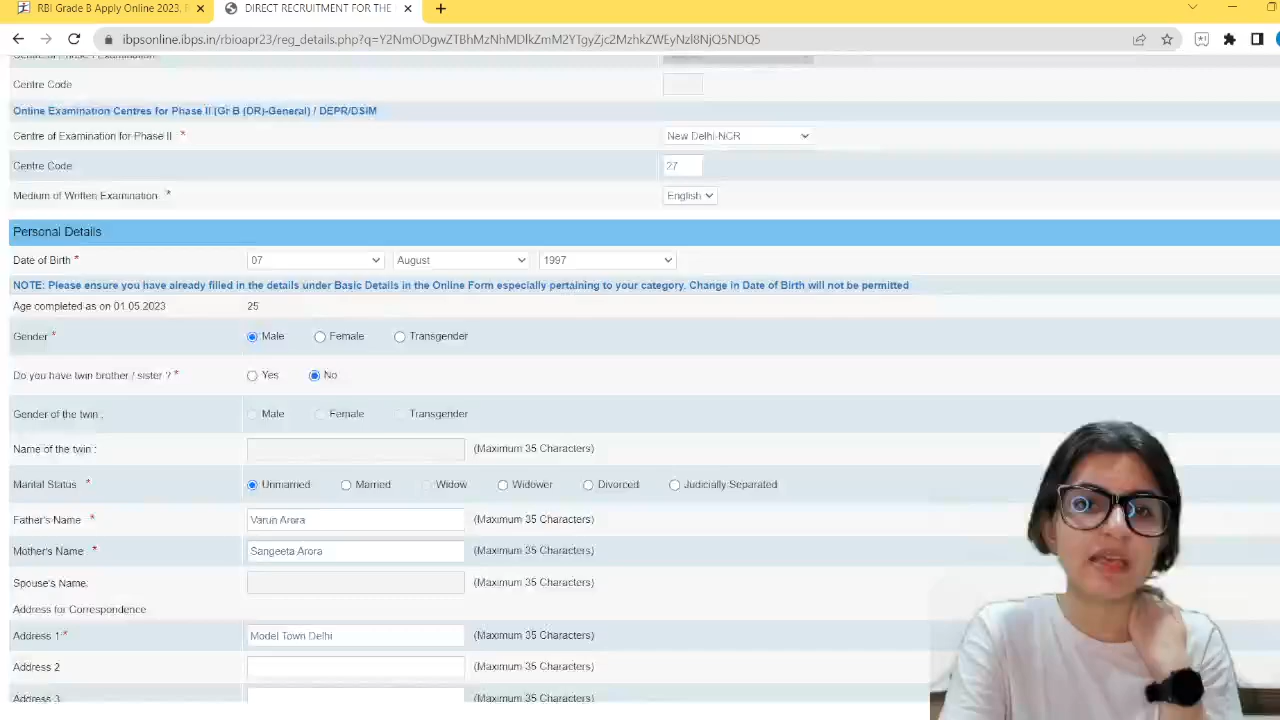 RBI Grade B Apply Online 2023, F
DIRECT RECRUITMENT FOR THE
ibpsonline.ibps.in/rbioapr23/reg_details.php?q=Y2NmODgwZTBhMzNhMDlkZmM2YTgyZjc2MzhkZWEyNzI8NjQ5NDQ5
Centre Code
Online Examination Centres for Phase II (Gr B (DR)-General) / DEPR/DSIM
Centre of Examination for Phase II * New Delhi-NCR
Centre Code 27
Medium of Written Examination * English
Personal Details
Date of Birth * 07 August 1997
NOTE: Please ensure you have already filled in the details under Basic Details in the Online Form especially pertaining to your category. Change in Date of Birth will not be permitted
Age completed as on 01.05.2023 25
Gender * Male Female Transgender
Do you have twin brother / sister ? * Yes No
Gender of the twin : Male Female Transgender
Name of the twin : (Maximum 35 Characters)
Marital Status * Unmarried Married Widow Widower Divorced Judicially Separated
Father's Name * Varun Arora (Maximum 35 Characters)
Mother's Name * Sangeeta Arora (Maximum 35 Characters)
Spouse's Name: (Maximum 35 Characters)
Address for Correspondence
Address 1:* Model Town Delhi (Maximum 35 Characters)
Address 2 (Maximum 35 Characters)
Address 3 (Maximum 35 Characters)